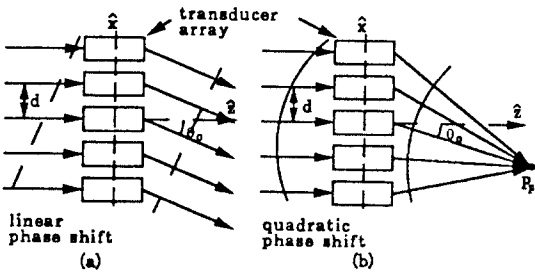 transducer
array
x̂
d
ẑ
θ₀
linear
phase shift
(a)
x̂
d
ẑ
θ₀
P_F
quadratic
phase shift
(b)